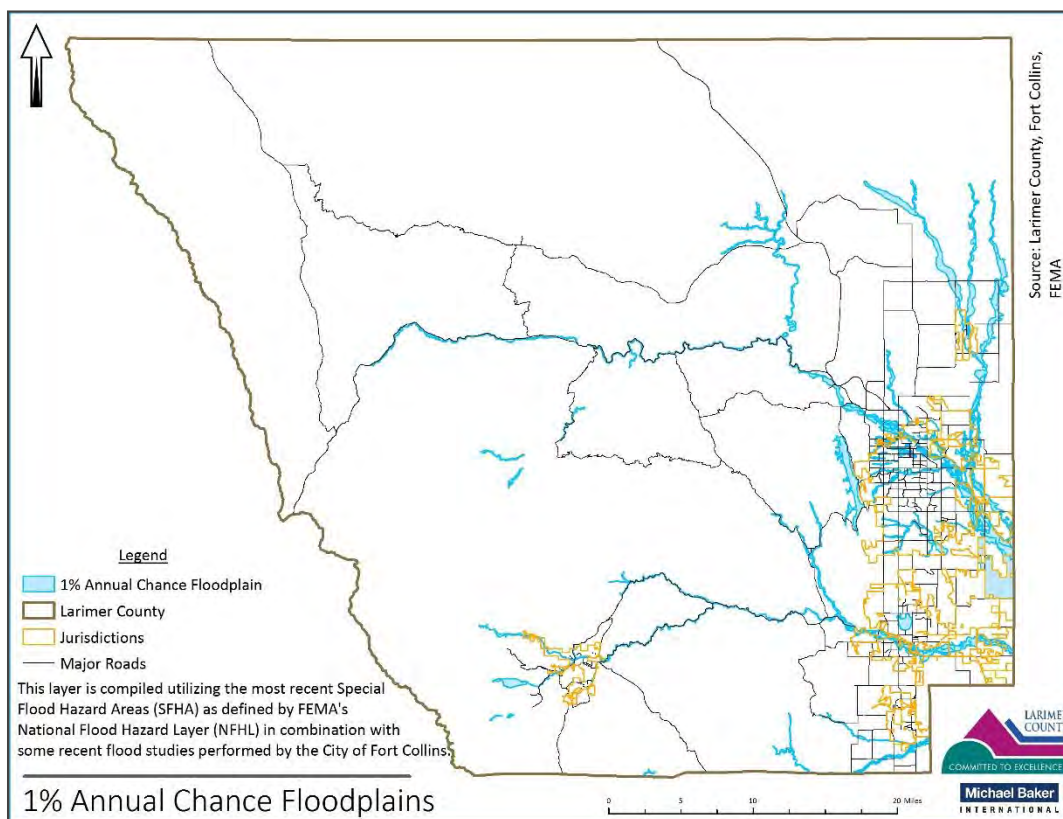 Source: Larimer County, Fort Collins,
FEMA
Legend
1% Annual Chance Floodplain
Larimer County
Jurisdictions
Major Roads
This layer is compiled utilizing the most recent Special
Flood Hazard Areas (SFHA) as defined by FEMA's
National Flood Hazard Layer (NFHL) in combination with
some recent flood studies performed by the City of Fort Collins.
1% Annual Chance Floodplains
0 5 10 20 Miles
LARIME
COUNT
COMMITTED TO EXCELLENCE
Michael Baker
INTERNATIONAL